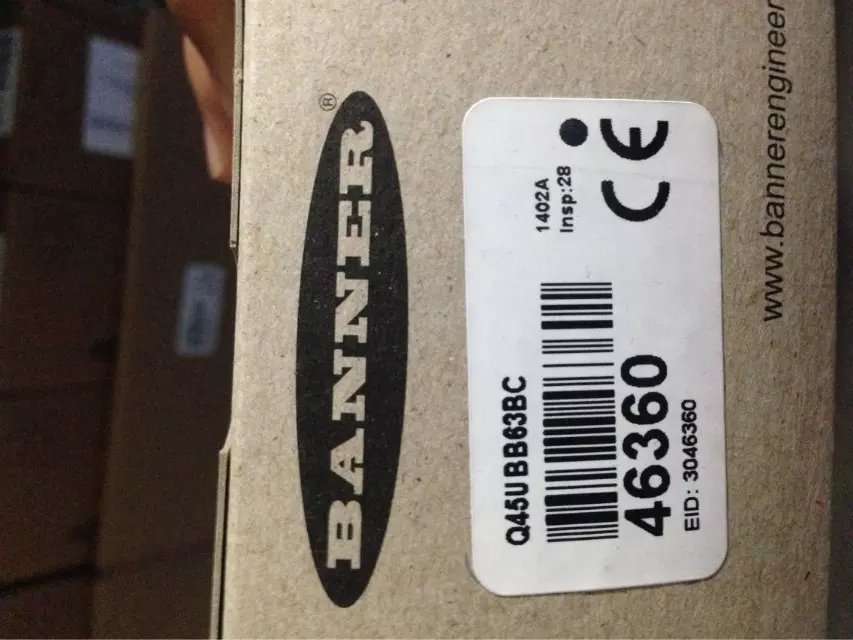 BANNER®
Q45UBB63BC
1402A
Insp:28
CE
46360
EID: 3046360
www.bannerengineer